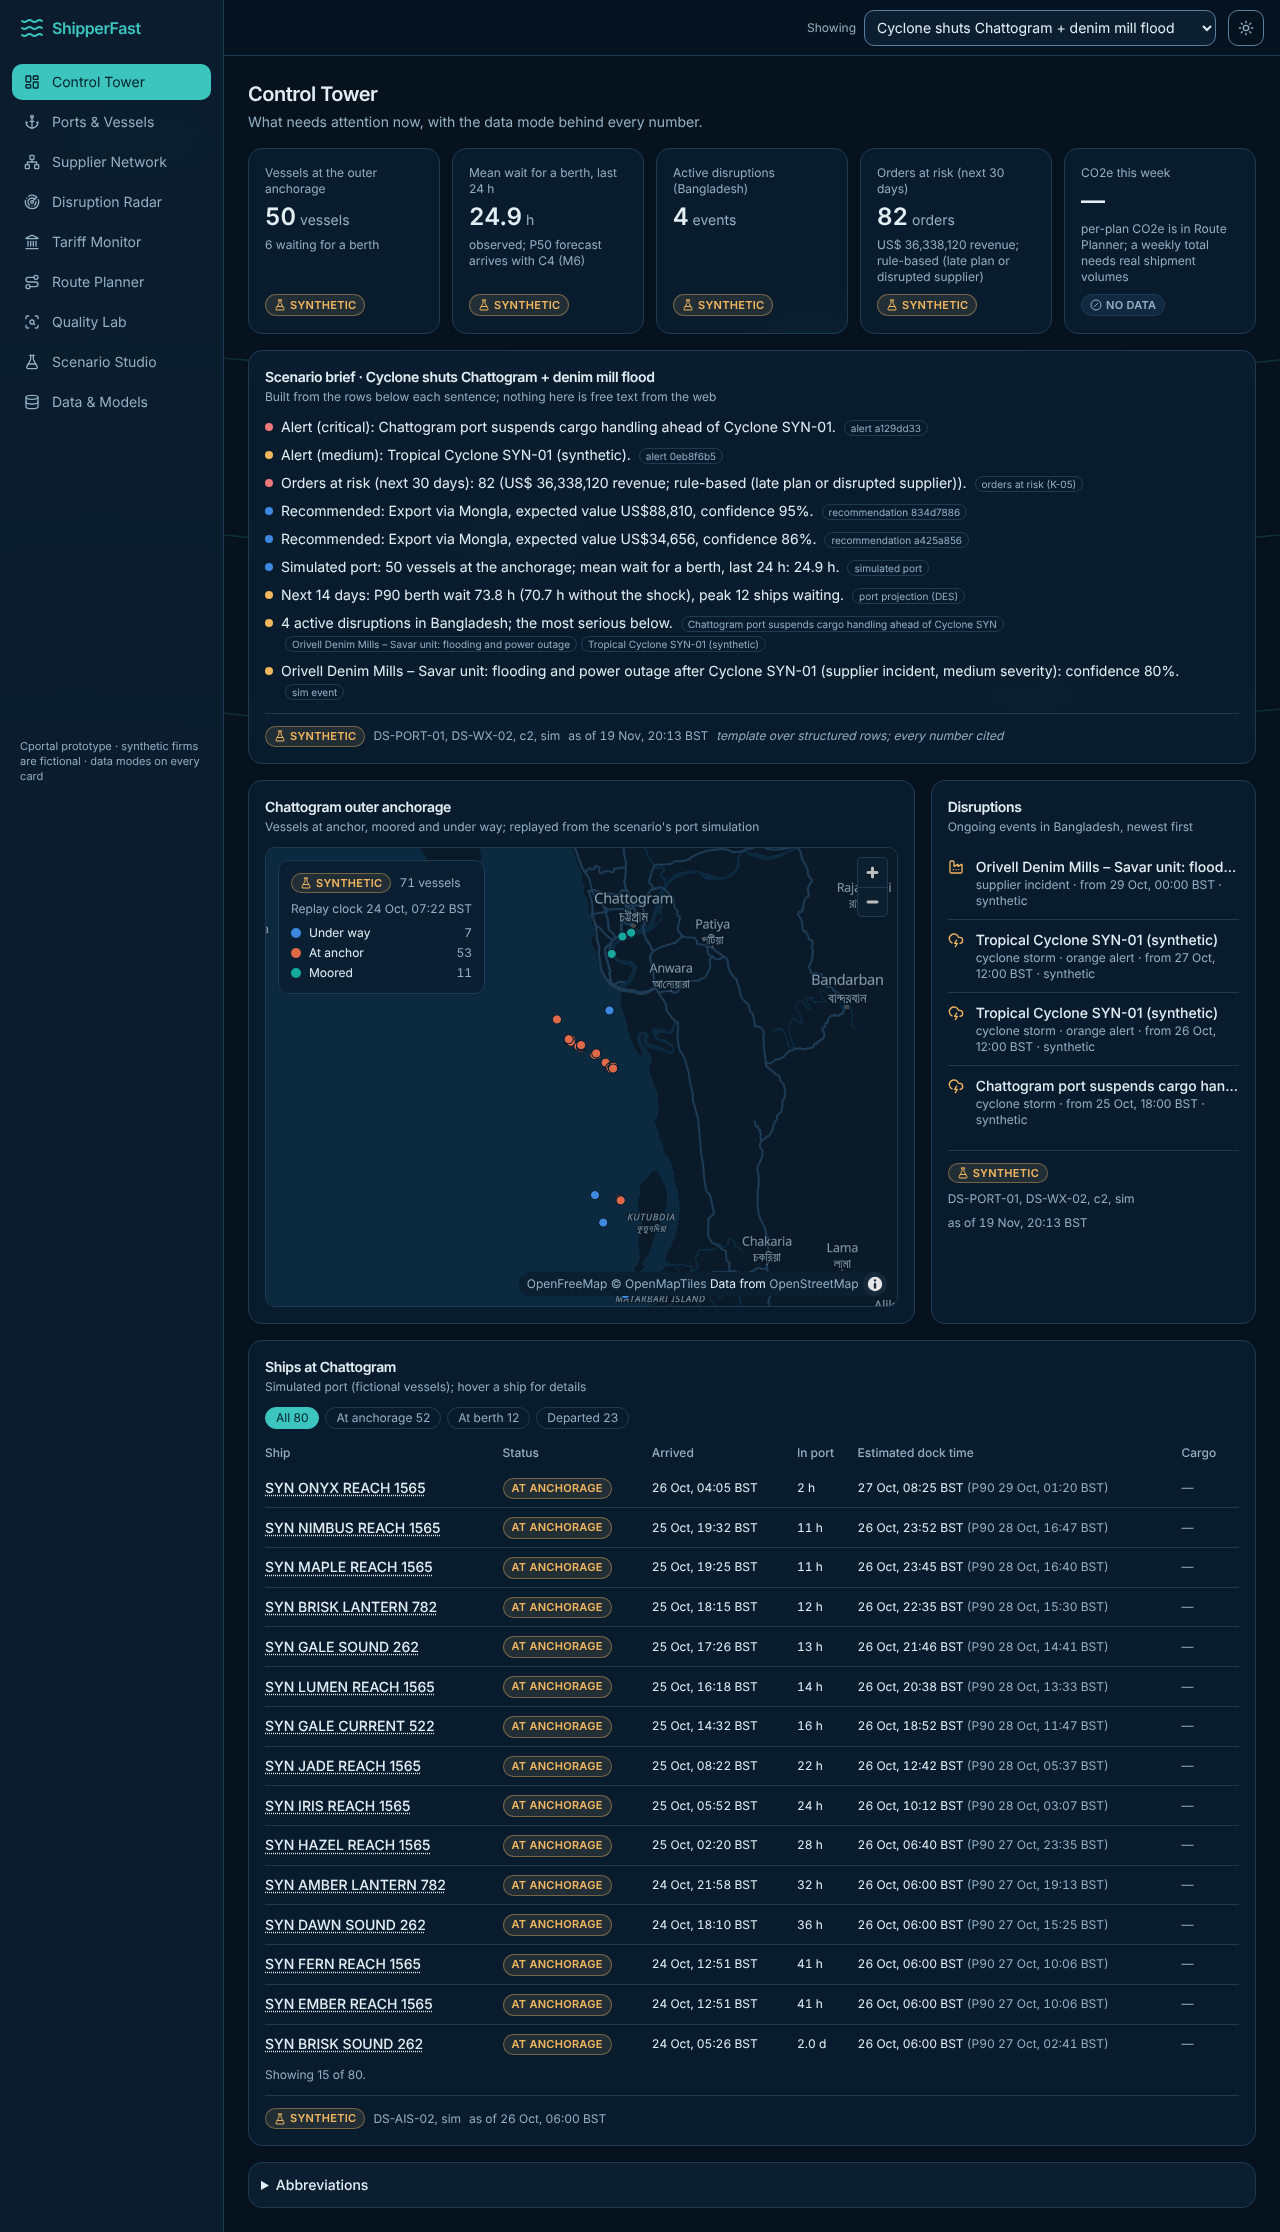 ShipperFast
Showing
Cyclone shuts Chattogram + denim mill flood
Control Tower
Ports & Vessels
Supplier Network
Disruption Radar
Tariff Monitor
Route Planner
Quality Lab
Scenario Studio
Data & Models
Cportal prototype · synthetic firms
are fictional · data modes on every
card
Control Tower
What needs attention now, with the data mode behind every number.
Vessels at the outer
anchorage
50 vessels
6 waiting for a berth
SYNTHETIC
Mean wait for a berth, last
24 h
24.9 h
observed; P50 forecast
arrives with C4 (M6)
SYNTHETIC
Active disruptions
(Bangladesh)
4 events
SYNTHETIC
Orders at risk (next 30
days)
82 orders
US$ 36,338,120 revenue;
rule-based (late plan or
disrupted supplier)
SYNTHETIC
CO2e this week
—
per-plan CO2e is in Route
Planner; a weekly total
needs real shipment
volumes
NO DATA
Scenario brief · Cyclone shuts Chattogram + denim mill flood
Built from the rows below each sentence; nothing here is free text from the web
Alert (critical): Chattogram port suspends cargo handling ahead of Cyclone SYN-01. alert a129dd33
Alert (medium): Tropical Cyclone SYN-01 (synthetic). alert 0eb8f6b5
Orders at risk (next 30 days): 82 (US$ 36,338,120 revenue; rule-based (late plan or disrupted supplier)). orders at risk (K-05)
Recommended: Export via Mongla, expected value US$88,810, confidence 95%. recommendation 834d7886
Recommended: Export via Mongla, expected value US$34,656, confidence 86%. recommendation a425a856
Simulated port: 50 vessels at the anchorage; mean wait for a berth, last 24 h: 24.9 h. simulated port
Next 14 days: P90 berth wait 73.8 h (70.7 h without the shock), peak 12 ships waiting. port projection (DES)
4 active disruptions in Bangladesh; the most serious below. Chattogram port suspends cargo handling ahead of Cyclone SYN
Orivell Denim Mills – Savar unit: flooding and power outage Tropical Cyclone SYN-01 (synthetic)
Orivell Denim Mills – Savar unit: flooding and power outage after Cyclone SYN-01 (supplier incident, medium severity): confidence 80%.
sim event
SYNTHETIC DS-PORT-01, DS-WX-02, c2, sim as of 19 Nov, 20:13 BST template over structured rows; every number cited
Chattogram outer anchorage
Vessels at anchor, moored and under way; replayed from the scenario's port simulation
SYNTHETIC 71 vessels
Replay clock 24 Oct, 07:22 BST
Under way 7
At anchor 53
Moored 11
Chattogram
চট্টগ্রাম
Patiya
পটিয়া
Anwara
আনোয়ারা
Bandarban
বান্দরবান
KUTUBDIA
কুতুবদিয়া
Chakaria
চকরিয়া
Lama
লামা
OpenFreeMap © OpenMapTiles Data from OpenStreetMap
MATARBARI ISLAND
Disruptions
Ongoing events in Bangladesh, newest first
Orivell Denim Mills – Savar unit: flood...
supplier incident · from 29 Oct, 00:00 BST ·
synthetic
Tropical Cyclone SYN-01 (synthetic)
cyclone storm · orange alert · from 27 Oct,
12:00 BST · synthetic
Tropical Cyclone SYN-01 (synthetic)
cyclone storm · orange alert · from 26 Oct,
12:00 BST · synthetic
Chattogram port suspends cargo han...
cyclone storm · from 25 Oct, 18:00 BST ·
synthetic
SYNTHETIC
DS-PORT-01, DS-WX-02, c2, sim
as of 19 Nov, 20:13 BST
Ships at Chattogram
Simulated port (fictional vessels); hover a ship for details
All 80 At anchorage 52 At berth 12 Departed 23
Ship Status Arrived In port Estimated dock time Cargo
SYN ONYX REACH 1565 AT ANCHORAGE 26 Oct, 04:05 BST 2 h 27 Oct, 08:25 BST (P90 29 Oct, 01:20 BST) —
SYN NIMBUS REACH 1565 AT ANCHORAGE 25 Oct, 19:32 BST 11 h 26 Oct, 23:52 BST (P90 28 Oct, 16:47 BST) —
SYN MAPLE REACH 1565 AT ANCHORAGE 25 Oct, 19:25 BST 11 h 26 Oct, 23:45 BST (P90 28 Oct, 16:40 BST) —
SYN BRISK LANTERN 782 AT ANCHORAGE 25 Oct, 18:15 BST 12 h 26 Oct, 22:35 BST (P90 28 Oct, 15:30 BST) —
SYN GALE SOUND 262 AT ANCHORAGE 25 Oct, 17:26 BST 13 h 26 Oct, 21:46 BST (P90 28 Oct, 14:41 BST) —
SYN LUMEN REACH 1565 AT ANCHORAGE 25 Oct, 16:18 BST 14 h 26 Oct, 20:38 BST (P90 28 Oct, 13:33 BST) —
SYN GALE CURRENT 522 AT ANCHORAGE 25 Oct, 14:32 BST 16 h 26 Oct, 18:52 BST (P90 28 Oct, 11:47 BST) —
SYN JADE REACH 1565 AT ANCHORAGE 25 Oct, 08:22 BST 22 h 26 Oct, 12:42 BST (P90 28 Oct, 05:37 BST) —
SYN IRIS REACH 1565 AT ANCHORAGE 25 Oct, 05:52 BST 24 h 26 Oct, 10:12 BST (P90 28 Oct, 03:07 BST) —
SYN HAZEL REACH 1565 AT ANCHORAGE 25 Oct, 02:20 BST 28 h 26 Oct, 06:40 BST (P90 27 Oct, 23:35 BST) —
SYN AMBER LANTERN 782 AT ANCHORAGE 24 Oct, 21:58 BST 32 h 26 Oct, 06:00 BST (P90 27 Oct, 19:13 BST) —
SYN DAWN SOUND 262 AT ANCHORAGE 24 Oct, 18:10 BST 36 h 26 Oct, 06:00 BST (P90 27 Oct, 15:25 BST) —
SYN FERN REACH 1565 AT ANCHORAGE 24 Oct, 12:51 BST 41 h 26 Oct, 06:00 BST (P90 27 Oct, 10:06 BST) —
SYN EMBER REACH 1565 AT ANCHORAGE 24 Oct, 12:51 BST 41 h 26 Oct, 06:00 BST (P90 27 Oct, 10:06 BST) —
SYN BRISK SOUND 262 AT ANCHORAGE 24 Oct, 05:26 BST 2.0 d 26 Oct, 06:00 BST (P90 27 Oct, 02:41 BST) —
Showing 15 of 80.
SYNTHETIC DS-AIS-02, sim as of 26 Oct, 06:00 BST
Abbreviations